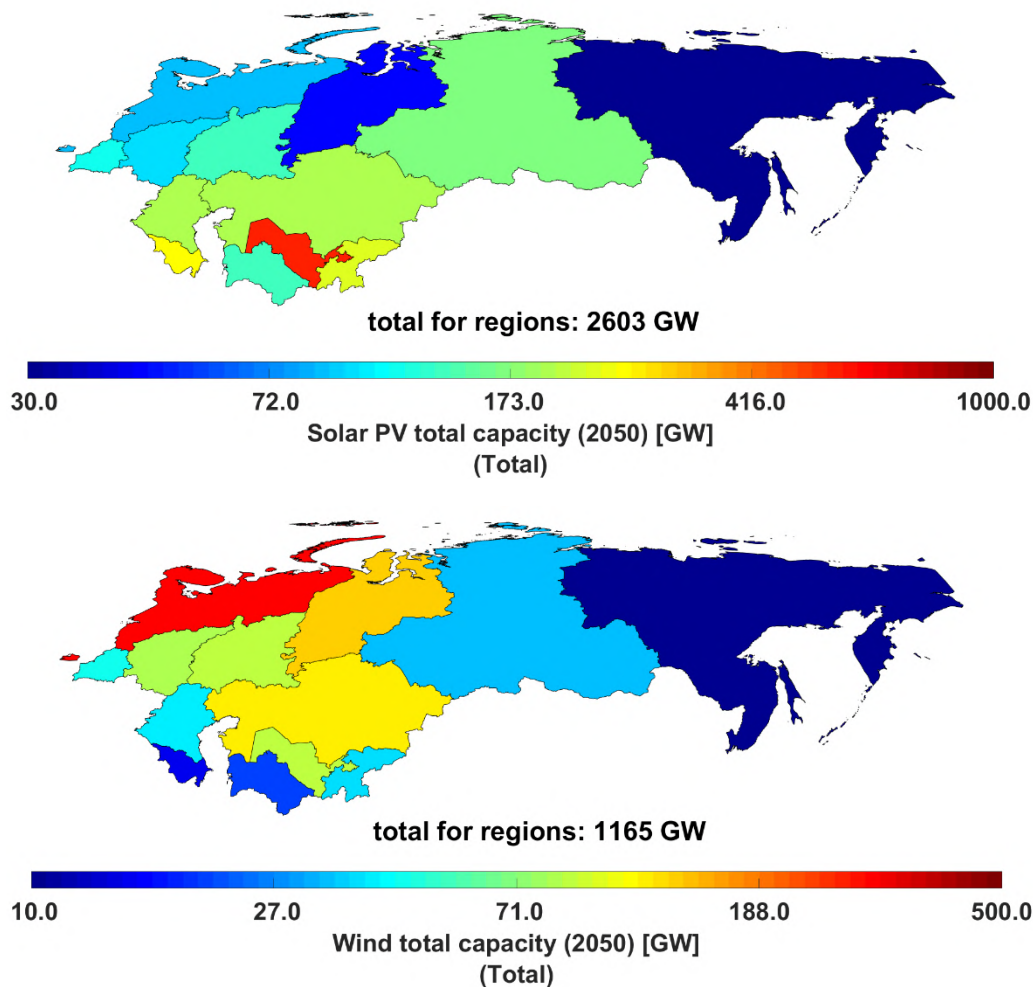 total for regions: 2603 GW
30.0 72.0 173.0 416.0 1000.0
Solar PV total capacity (2050) [GW]
(Total)
total for regions: 1165 GW
10.0 27.0 71.0 188.0 500.0
Wind total capacity (2050) [GW]
(Total)